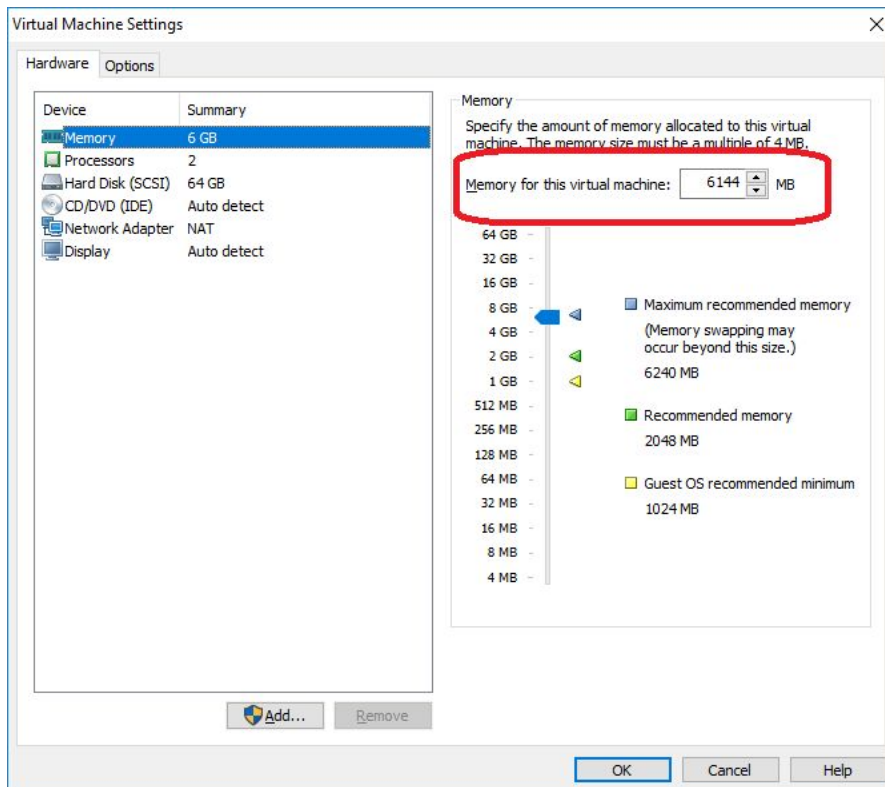 Virtual Machine Settings
Hardware
Options
Device Summary
Memory 6 GB
Processors 2
Hard Disk (SCSI) 64 GB
CD/DVD (IDE) Auto detect
Network Adapter NAT
Display Auto detect
Add...
Remove
Memory
Specify the amount of memory allocated to this virtual
machine. The memory size must be a multiple of 4 MB.
Memory for this virtual machine: 6144 MB
64 GB
32 GB
16 GB
8 GB
4 GB
2 GB
1 GB
512 MB
256 MB
128 MB
64 MB
32 MB
16 MB
8 MB
4 MB
Maximum recommended memory
(Memory swapping may
occur beyond this size.)
6240 MB
Recommended memory
2048 MB
Guest OS recommended minimum
1024 MB
OK
Cancel
Help